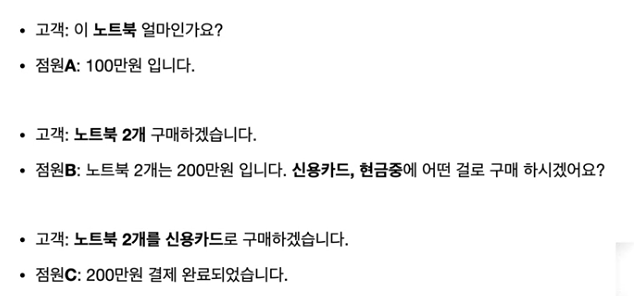 • 고객: 이 노트북 얼마인가요?
• 점원A: 100만원 입니다.
• 고객: 노트북 2개 구매하겠습니다.
• 점원B: 노트북 2개는 200만원 입니다. 신용카드, 현금중에 어떤 걸로 구매 하시겠어요?
• 고객: 노트북 2개를 신용카드로 구매하겠습니다.
• 점원C: 200만원 결제 완료되었습니다.